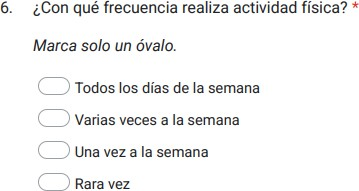 6. ¿Con qué frecuencia realiza actividad física? *
Marca solo un óvalo.
Todos los días de la semana
Varias veces a la semana
Una vez a la semana
Rara vez